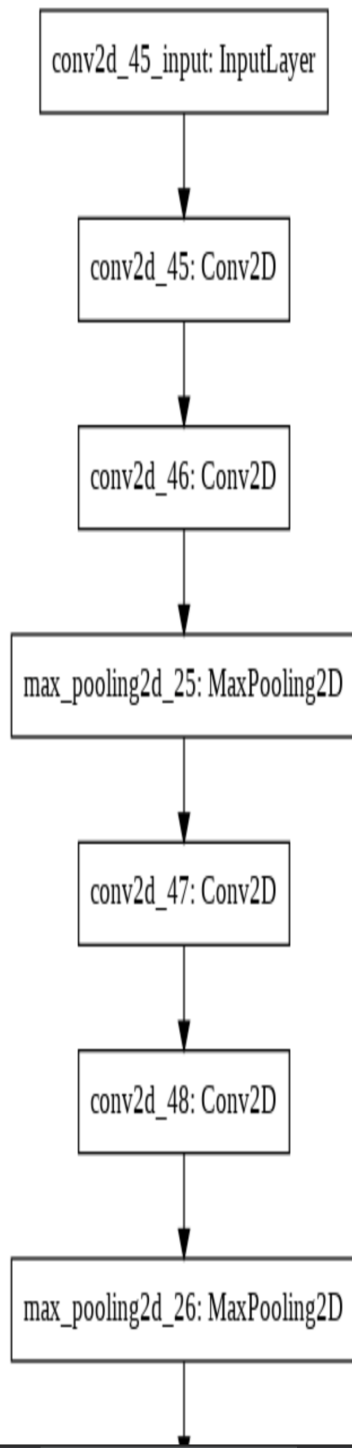 conv2d_45_input: InputLayer
conv2d_45: Conv2D
conv2d_46: Conv2D
max_pooling2d_25: MaxPooling2D
conv2d_47: Conv2D
conv2d_48: Conv2D
max_pooling2d_26: MaxPooling2D